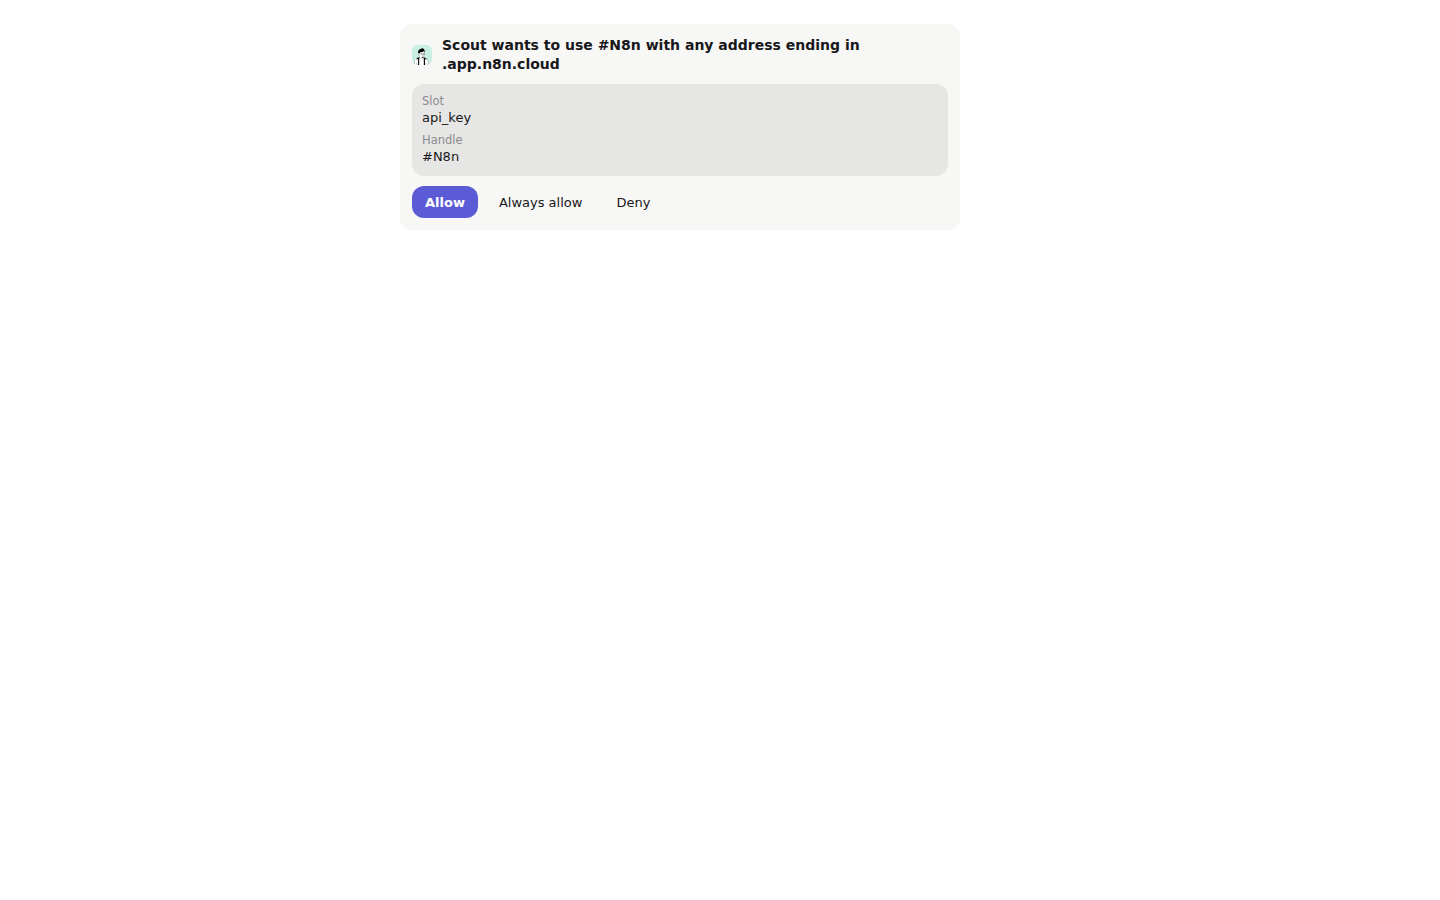 Scout wants to use #N8n with any address ending in
.app.n8n.cloud
Slot
api_key
Handle
#N8n
Allow
Always allow
Deny